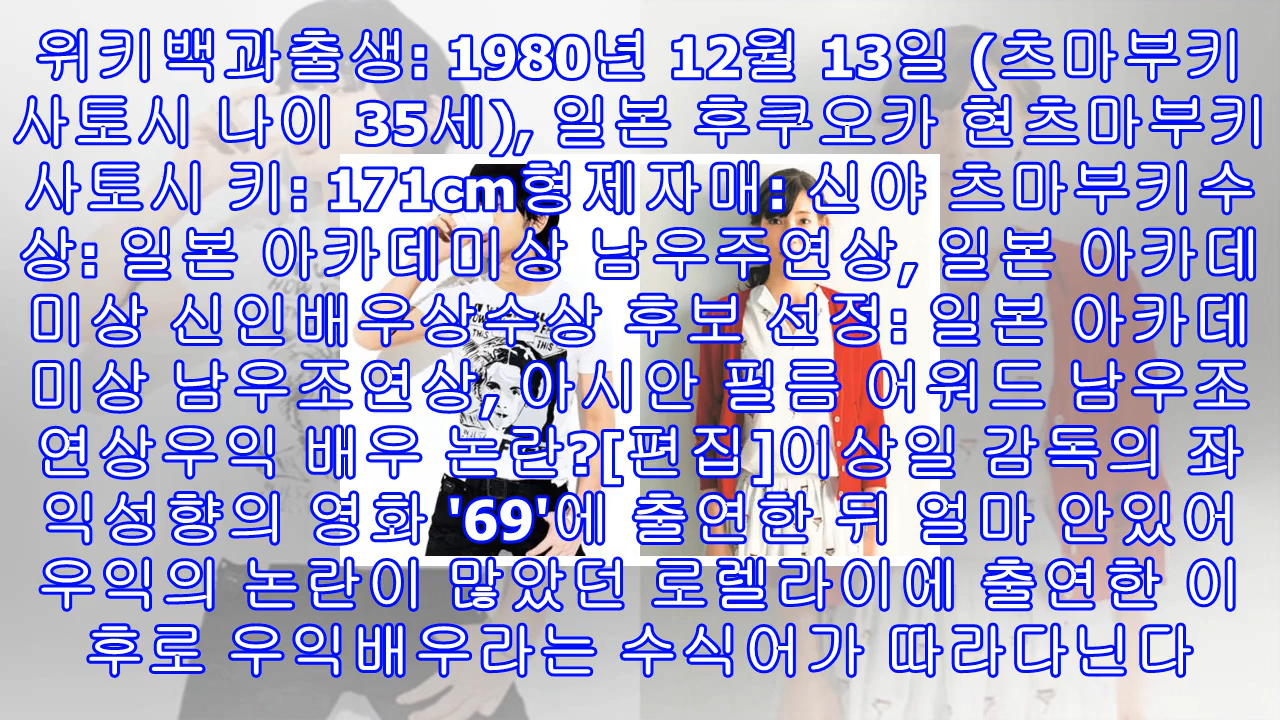 위키백과출생: 1980년 12월 13일 (츠마부키
사토시 나이 35세), 일본 후쿠오카 현츠마부키
사토시 키: 171cm형제자매: 신야 츠마부키수
상: 일본 아카데미상 남우주연상, 일본 아카데
미상 신인배우상수상 후보 선정: 일본 아카데
미상 남우조연상, 아시안 필름 어워드 남우조
연상우익 배우 논란?[편집]이상일 감독의 좌
익성향의 영화 '69'에 출연한 뒤 얼마 안있어
우익의 논란이 많았던 로렐라이에 출연한 이
후로 우익배우라는 수식어가 따라다닌다